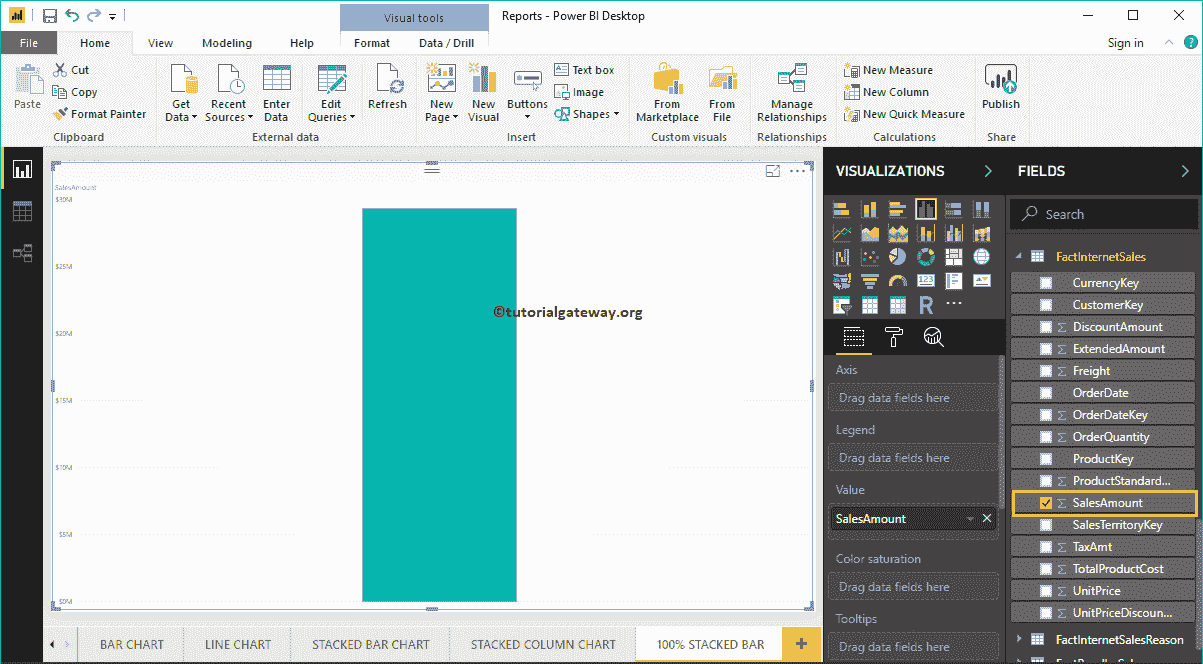 Visual tools
Reports - Power BI Desktop
File
Home
View
Modeling
Help
Format
Data / Drill
Sign in
?
Paste
Cut
Copy
Format Painter
Clipboard
Get
Data
Recent
Sources
Enter
Data
Edit
Queries
External data
Refresh
New
Page
New
Visual
Buttons
Text box
Image
Shapes
Insert
From
Marketplace
From
File
Custom visuals
Manage
Relationships
Relationships
New Measure
New Column
New Quick Measure
Calculations
Publish
Share
SalesAmount
$30M
$25M
$20M
$15M
$10M
$5M
$0M
©tutorialgateway.org
VISUALIZATIONS
123
R
Axis
Drag data fields here
Legend
Drag data fields here
Value
SalesAmount
Color saturation
Drag data fields here
Tooltips
Drag data fields here
FIELDS
Search
FactInternetSales
CurrencyKey
CustomerKey
DiscountAmount
ExtendedAmount
Freight
OrderDate
OrderDateKey
OrderQuantity
ProductKey
ProductStandard...
SalesAmount
SalesTerritoryKey
TaxAmt
TotalProductCost
UnitPrice
UnitPriceDiscoun...
FactInternetSalesReason
BAR CHART
LINE CHART
STACKED BAR CHART
STACKED COLUMN CHART
100% STACKED BAR
+